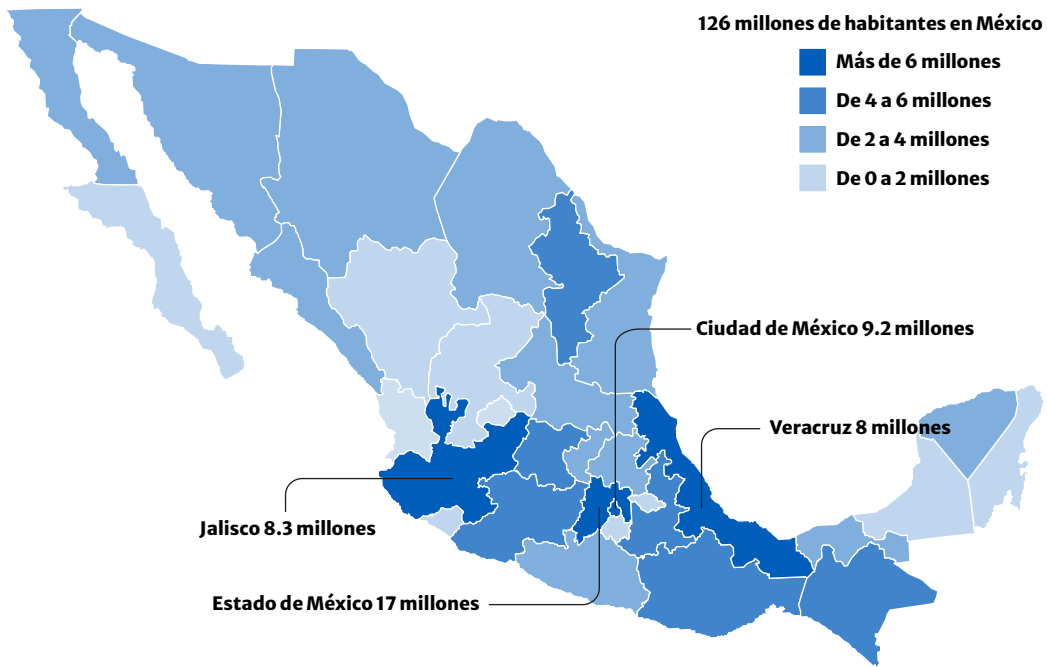 126 millones de habitantes en México
Más de 6 millones
De 4 a 6 millones
De 2 a 4 millones
De 0 a 2 millones
Ciudad de México 9.2 millones
Veracruz 8 millones
Jalisco 8.3 millones
Estado de México 17 millones